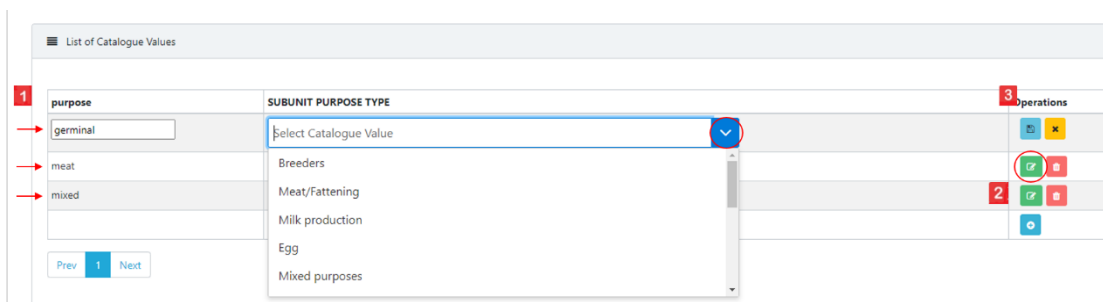 List of Catalogue Values
1
3
purpose SUBUNIT PURPOSE TYPE Operations
germinal Select Catalogue Value
Breeders
meat
Meat/Fattening
mixed
2
Milk production
Egg
Prev 1 Next
Mixed purposes